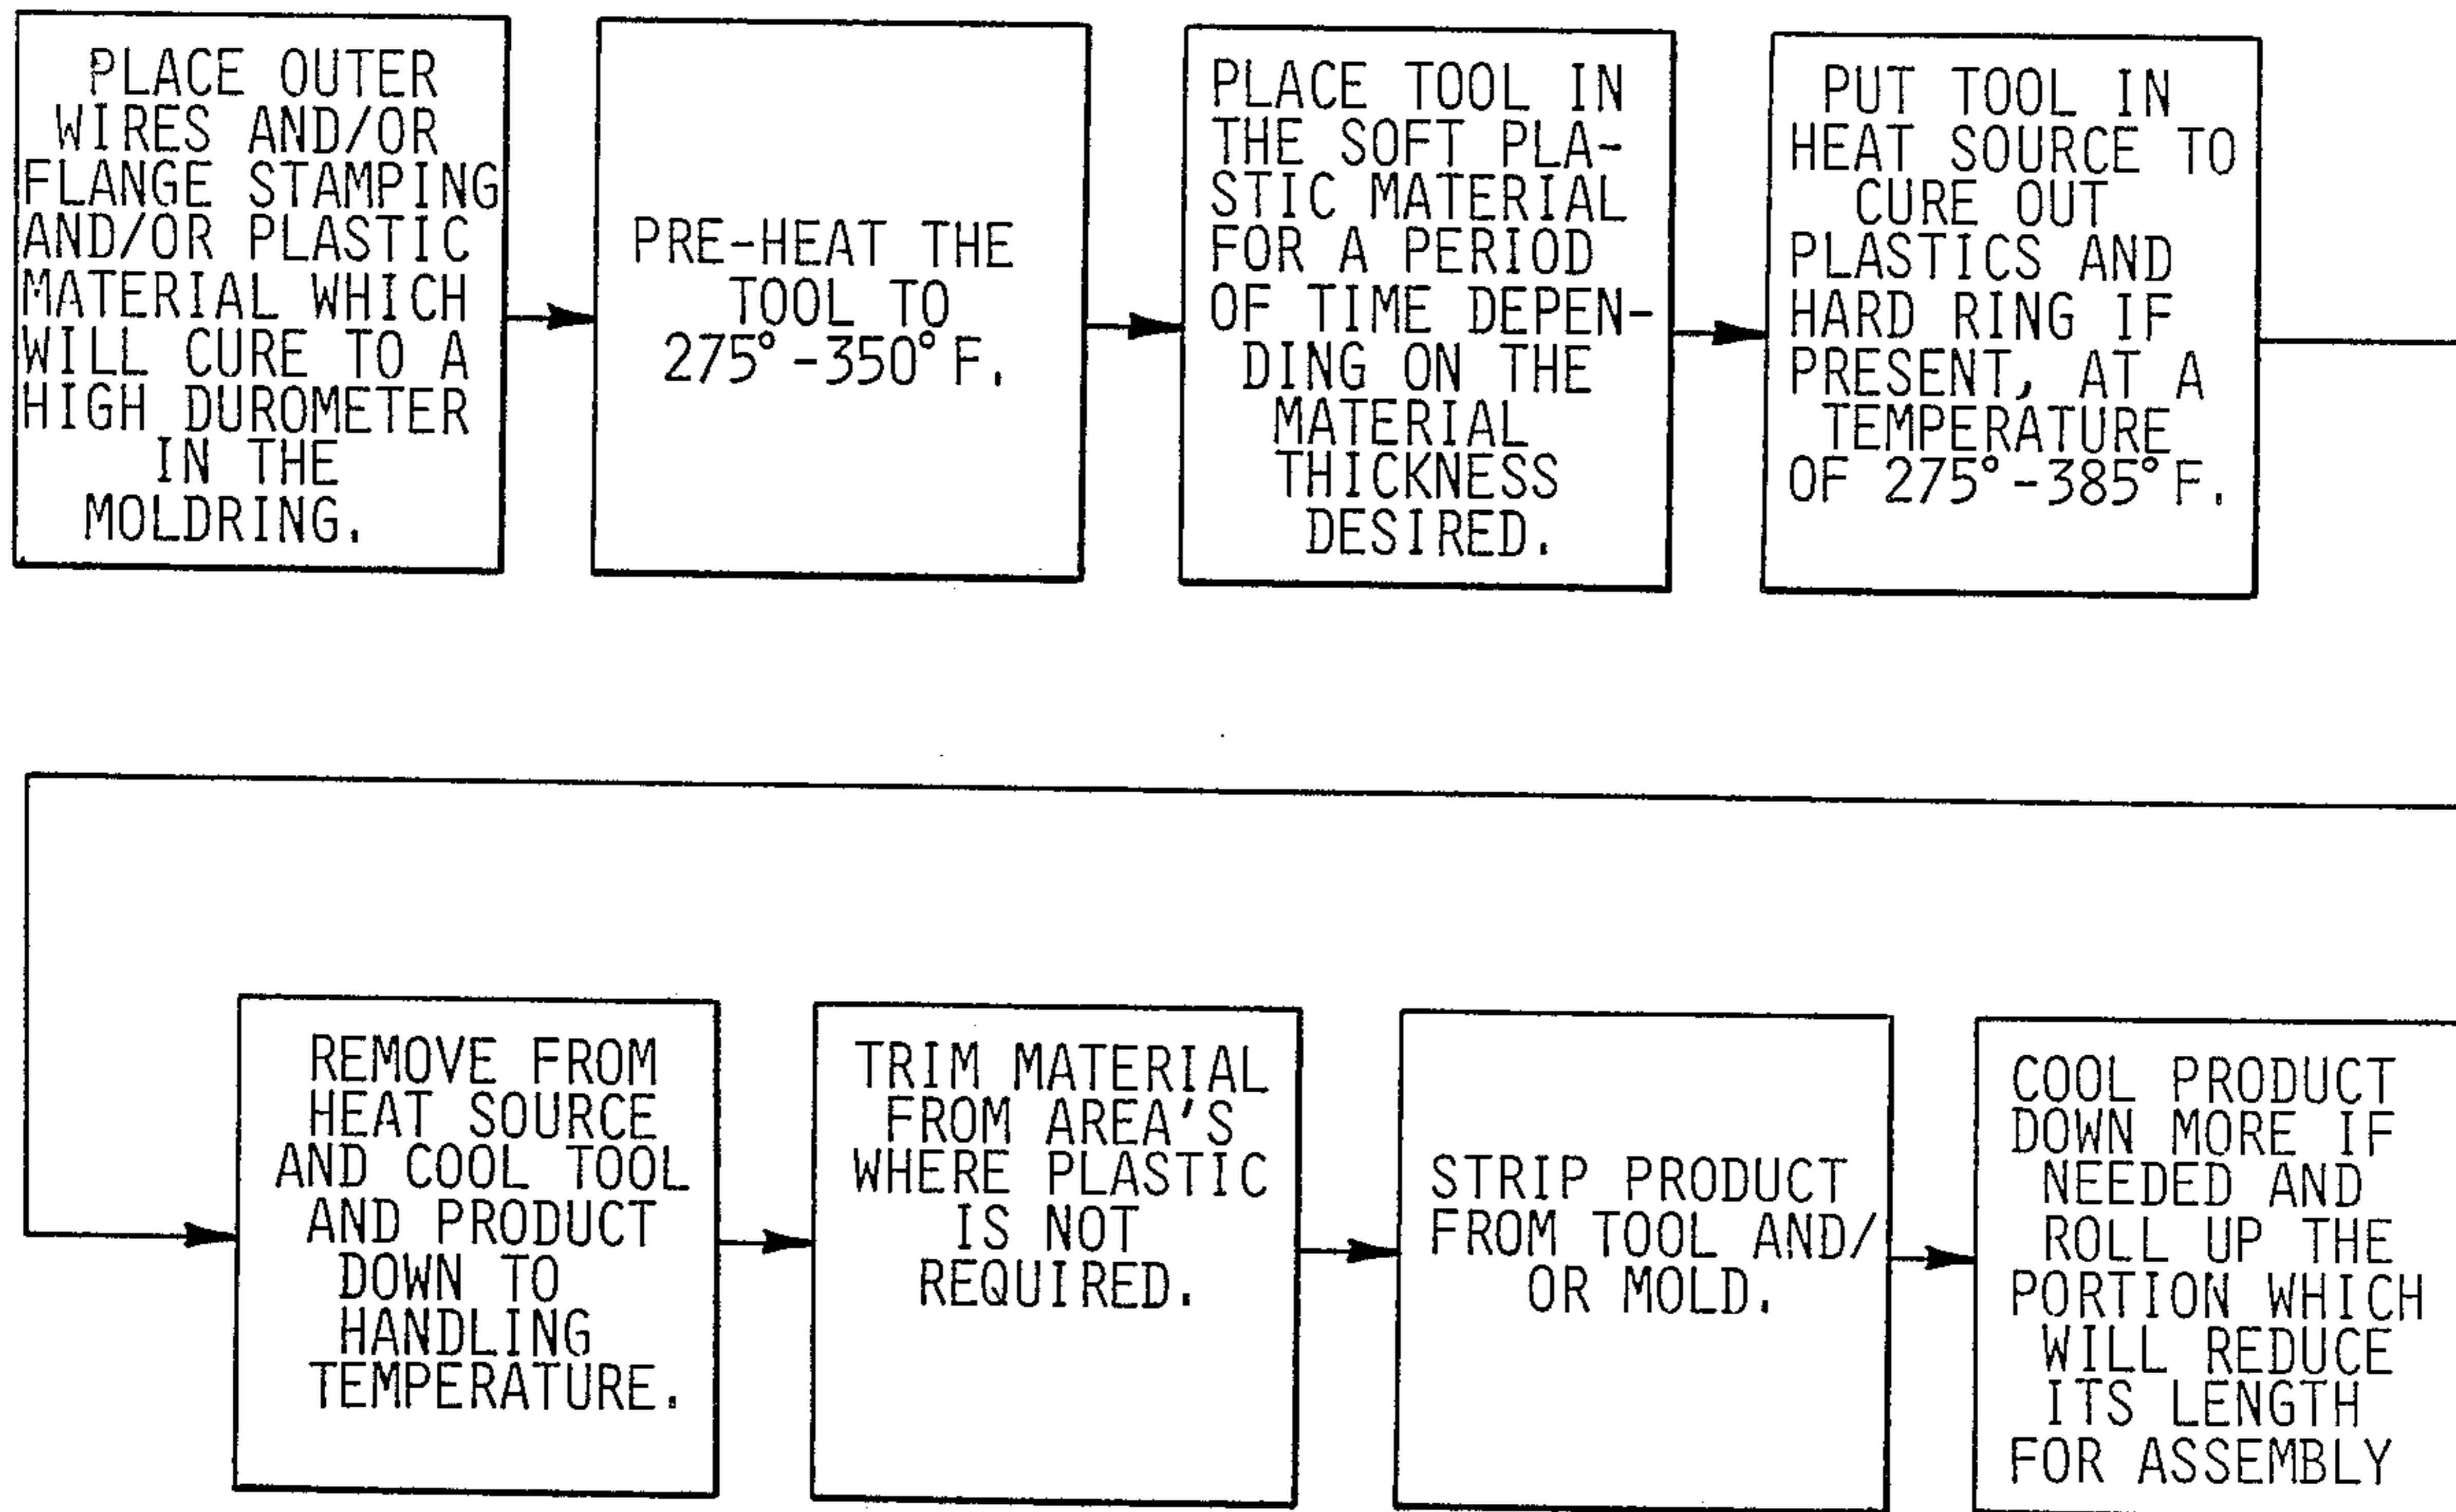 PLACE OUTER
WIRES AND/OR
FLANGE STAMPING
AND/OR PLASTIC
MATERIAL WHICH
WILL CURE TO A
HIGH DUROMETER
IN THE
MOLDRING.
PRE-HEAT THE
TOOL TO
275°-350°F.
PLACE TOOL IN
THE SOFT PLA-
STIC MATERIAL
FOR A PERIOD
OF TIME DEPEN-
DING ON THE
MATERIAL
THICKNESS
DESIRED.
PUT TOOL IN
HEAT SOURCE TO
CURE OUT
PLASTICS AND
HARD RING IF
PRESENT, AT A
TEMPERATURE
OF 275°-385°F.
REMOVE FROM
HEAT SOURCE
AND COOL TOOL
AND PRODUCT
DOWN TO
HANDLING
TEMPERATURE.
TRIM MATERIAL
FROM AREA'S
WHERE PLASTIC
IS NOT
REQUIRED.
STRIP PRODUCT
FROM TOOL AND/
OR MOLD.
COOL PRODUCT
DOWN MORE IF
NEEDED AND
ROLL UP THE
PORTION WHICH
WILL REDUCE
ITS LENGTH
FOR ASSEMBLY